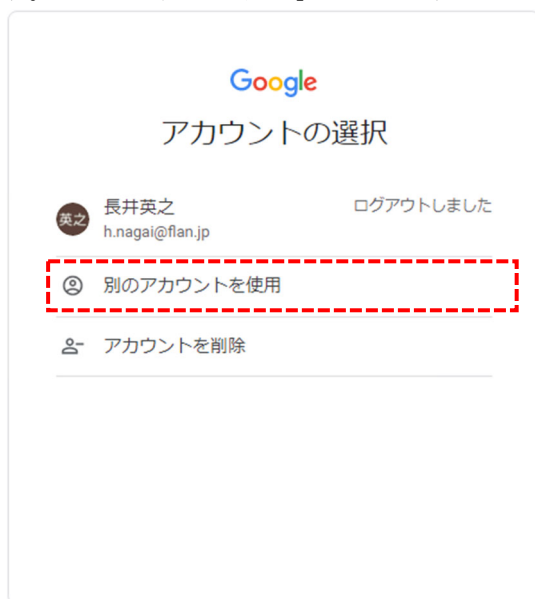 Google
アカウントの選択
英之
長井英之
ログアウトしました
h.nagai@flan.jp
別のアカウントを使用
アカウントを削除